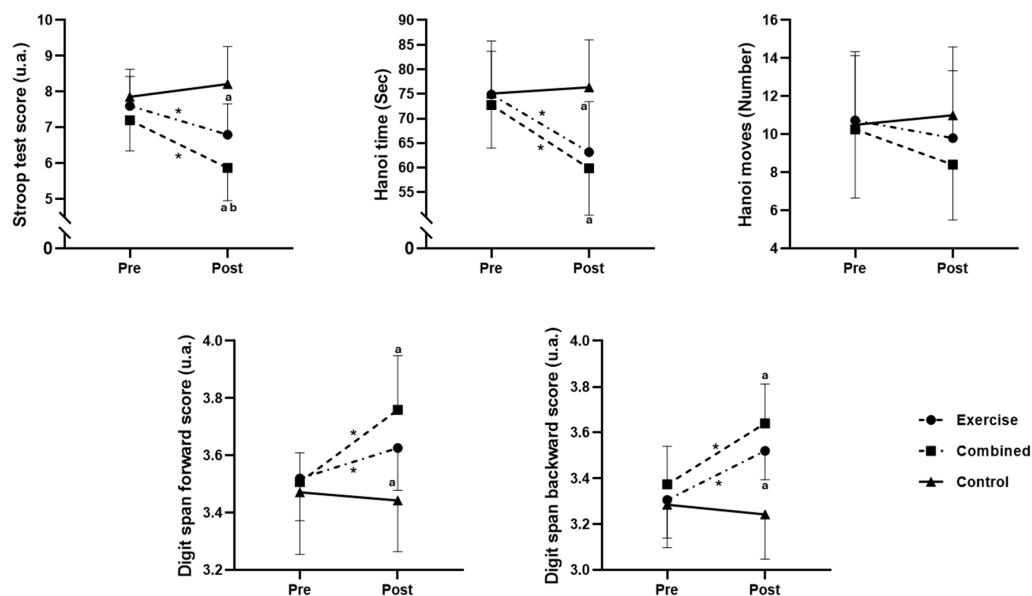 Stroop test score (u.a.)
10
9
8
7
6
5
0
*
*
a
a b
Pre Post
Hanoi time (Sec)
90
85
80
75
70
65
60
55
0
*
*
a
a
Pre Post
Hanoi moves (Number)
16
14
12
10
8
6
4
Pre Post
Digit span forward score (u.a.)
4.0
3.8
3.6
3.4
3.2
a
*
*
a
Pre Post
Digit span backward score (u.a.)
4.0
3.8
3.6
3.4
3.2
3.0
a
*
*
a
Pre Post
Exercise
Combined
Control